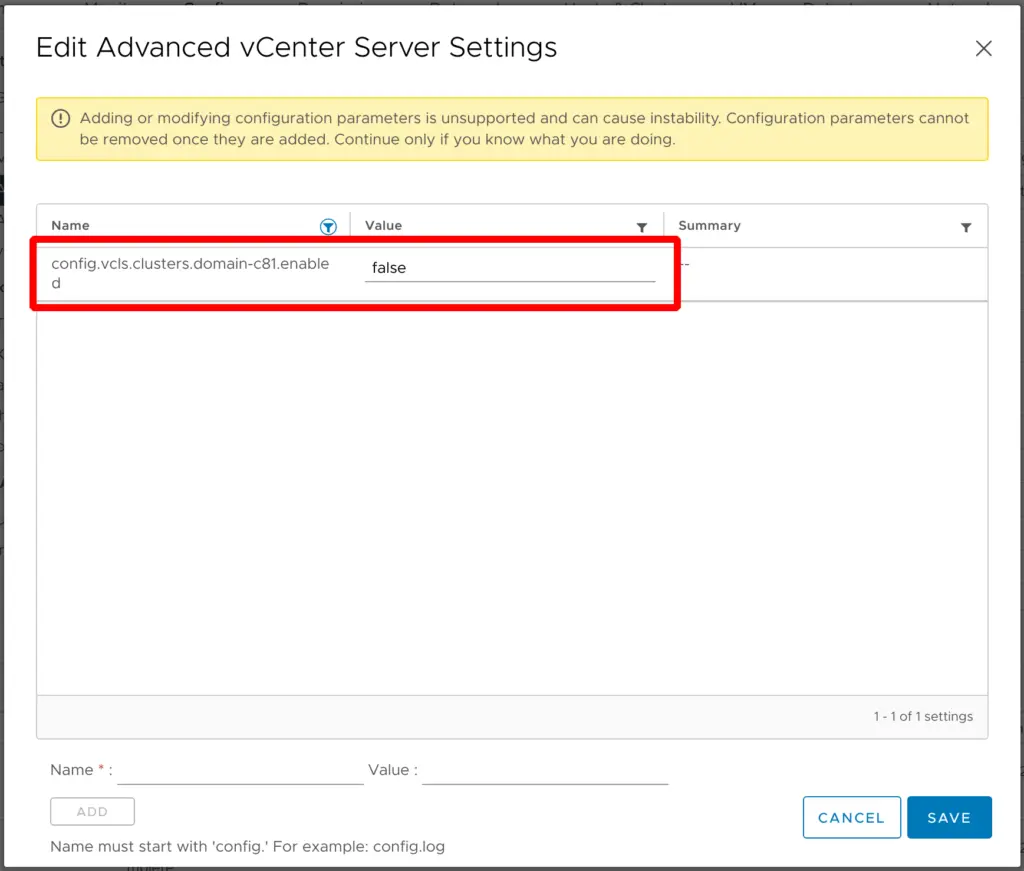 Edit Advanced vCenter Server Settings
Adding or modifying configuration parameters is unsupported and can cause instability. Configuration parameters cannot
be removed once they are added. Continue only if you know what you are doing.
Name Value Summary
config.vcls.clusters.domain-c81.enable
d
false
--
1 - 1 of 1 settings
Name * : Value :
ADD
CANCEL SAVE
Name must start with 'config.' For example: config.log